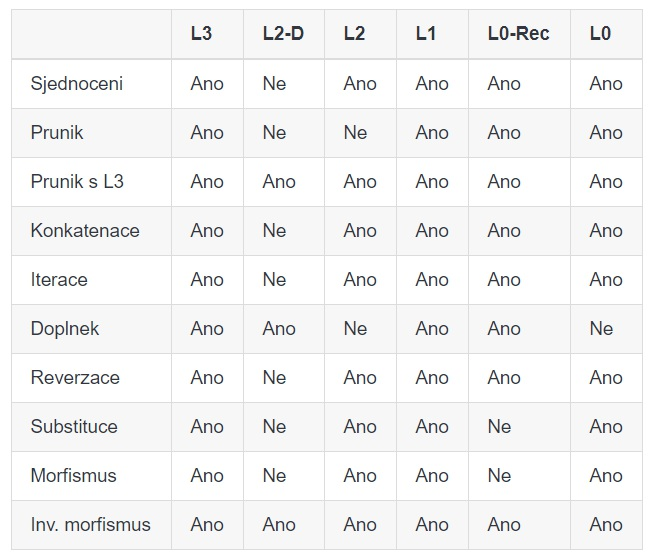 L3 L2-D L2 L1 L0-Rec L0
Sjednoceni Ano Ne Ano Ano Ano Ano
Prunik Ano Ne Ne Ano Ano Ano
Prunik s L3 Ano Ano Ano Ano Ano Ano
Konkatenace Ano Ne Ano Ano Ano Ano
Iterace Ano Ne Ano Ano Ano Ano
Doplnek Ano Ano Ne Ano Ano Ne
Reverzace Ano Ne Ano Ano Ano Ano
Substituce Ano Ne Ano Ano Ne Ano
Morfismus Ano Ne Ano Ano Ne Ano
Inv. morfismus Ano Ano Ano Ano Ano Ano